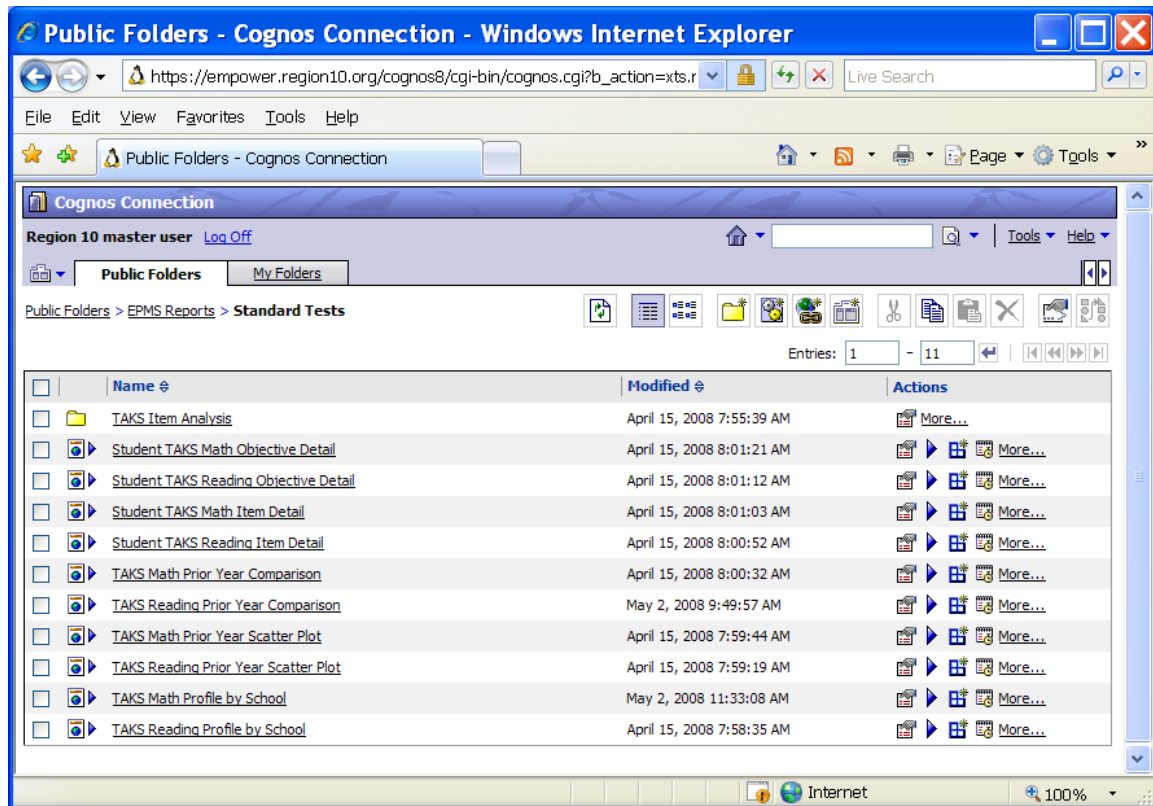 Public Folders - Cognos Connection - Windows Internet Explorer
https://empower.region10.org/cognos8/cgi-bin/cognos.cgi?b_action=xts.r Live Search
File Edit View Favorites Tools Help
Public Folders - Cognos Connection Page Tools »
Cognos Connection
Region 10 master user Log Off Tools Help
Public Folders My Folders
Public Folders > EPMS Reports > Standard Tests
Entries: 1 - 11
Name Modified Actions
TAKS Item Analysis April 15, 2008 7:55:39 AM More...
Student TAKS Math Objective Detail April 15, 2008 8:01:21 AM More...
Student TAKS Reading Objective Detail April 15, 2008 8:01:12 AM More...
Student TAKS Math Item Detail April 15, 2008 8:01:03 AM More...
Student TAKS Reading Item Detail April 15, 2008 8:00:52 AM More...
TAKS Math Prior Year Comparison April 15, 2008 8:00:32 AM More...
TAKS Reading Prior Year Comparison May 2, 2008 9:49:57 AM More...
TAKS Math Prior Year Scatter Plot April 15, 2008 7:59:44 AM More...
TAKS Reading Prior Year Scatter Plot April 15, 2008 7:59:19 AM More...
TAKS Math Profile by School May 2, 2008 11:33:08 AM More...
TAKS Reading Profile by School April 15, 2008 7:58:35 AM More...
Internet 100%